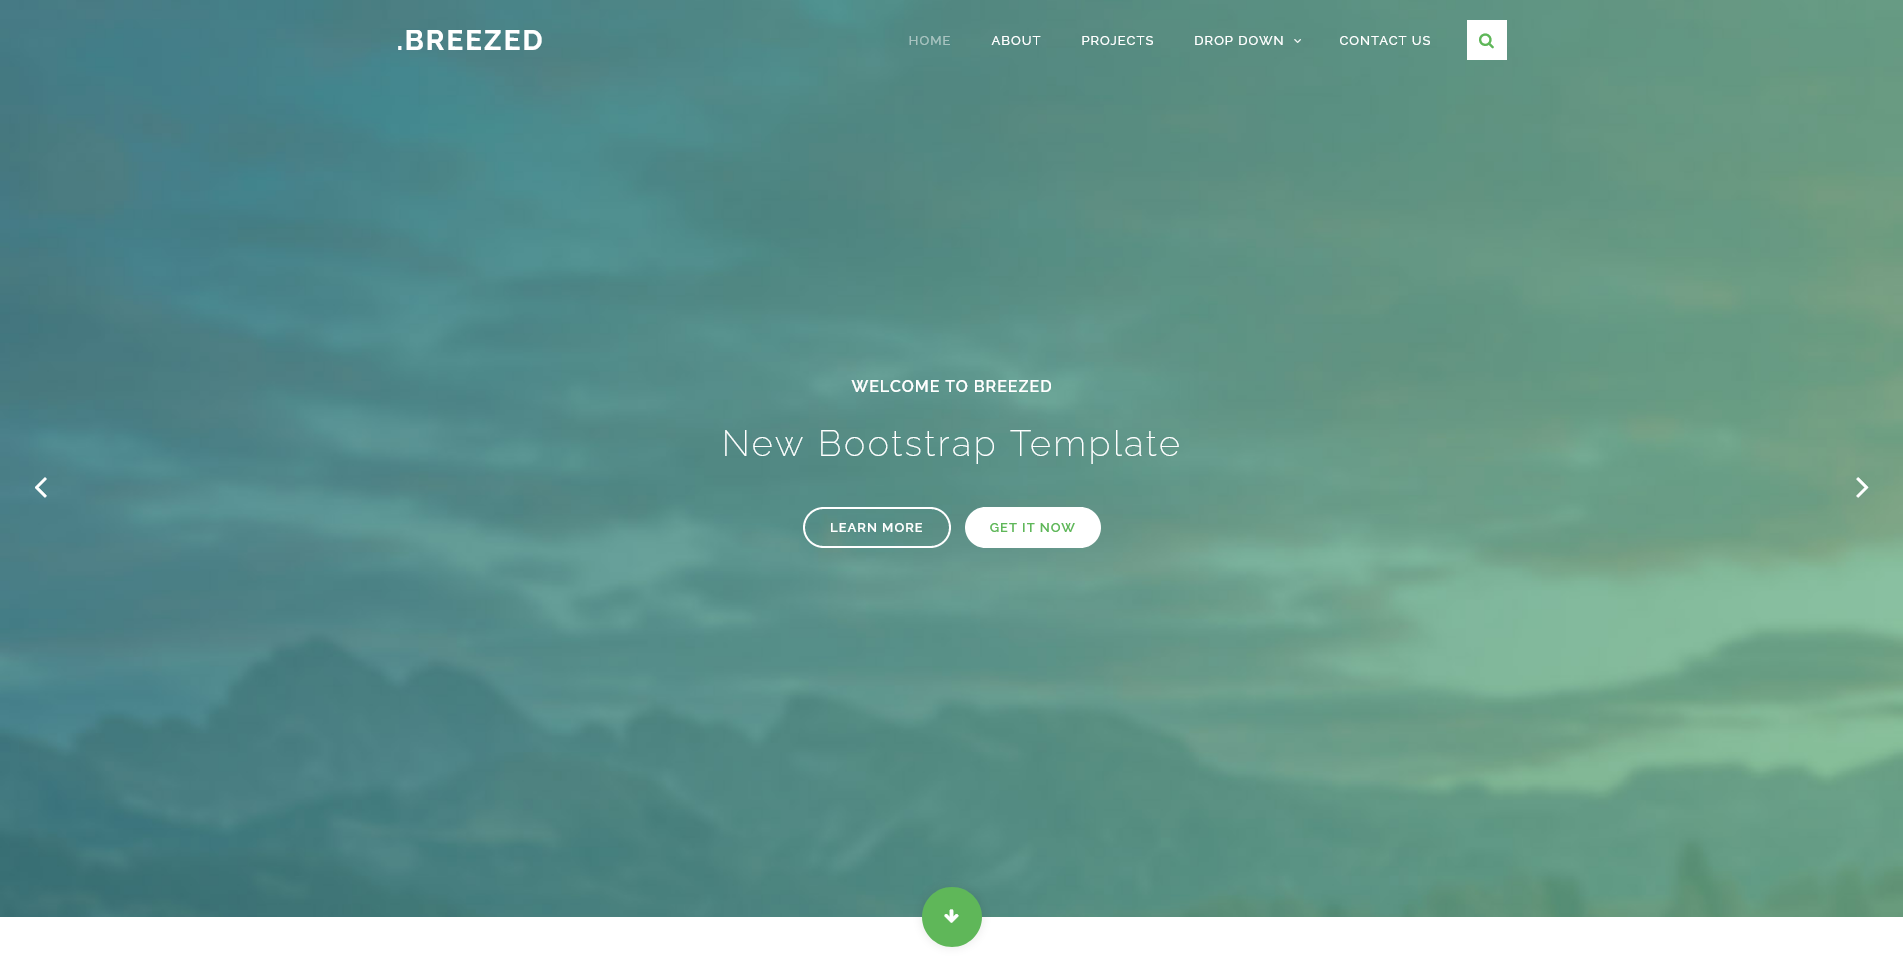 .BREEZED
HOME ABOUT PROJECTS DROP DOWN CONTACT US
WELCOME TO BREEZED
New Bootstrap Template
LEARN MORE GET IT NOW